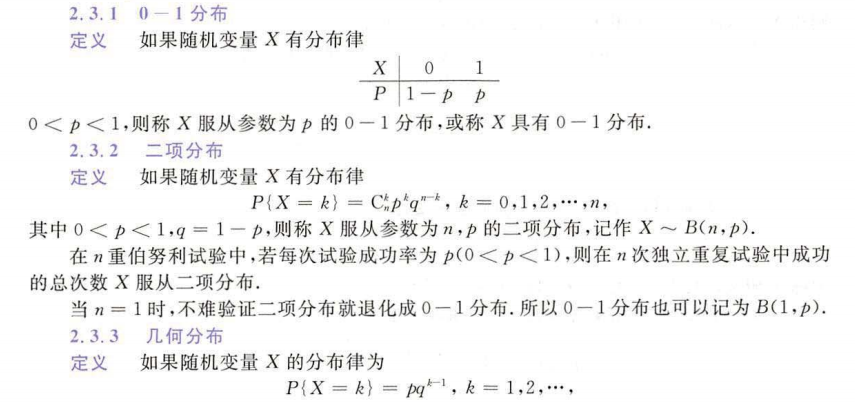 2.3.1 0－1分布
定义 如果随机变量 X 有分布律
X 0 1
P 1－p p
0＜p＜1,则称 X 服从参数为 p 的 0－1 分布,或称 X 具有 0－1 分布.
2.3.2 二项分布
定义 如果随机变量 X 有分布律
P{X = k} = C_n^k p^k q^{n-k}, k = 0,1,2,⋯,n,
其中 0＜p＜1,q = 1－p,则称 X 服从参数为 n,p 的二项分布,记作 X ～ B(n,p).
在 n 重伯努利试验中,若每次试验成功率为 p(0＜p＜1),则在 n 次独立重复试验中成功
的总次数 X 服从二项分布.
当 n = 1 时,不难验证二项分布就退化成 0－1 分布.所以 0－1 分布也可以记为 B(1,p).
2.3.3 几何分布
定义 如果随机变量 X 的分布律为
P{X = k} = pq^{k-1}, k = 1,2,⋯,